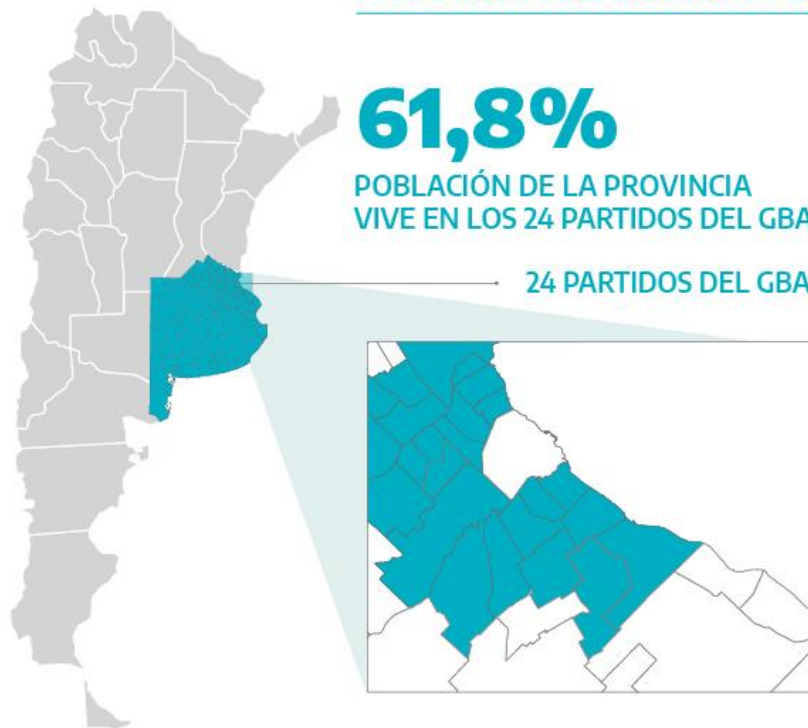 61,8%
POBLACIÓN DE LA PROVINCIA
VIVE EN LOS 24 PARTIDOS DEL GBA
24 PARTIDOS DEL GBA